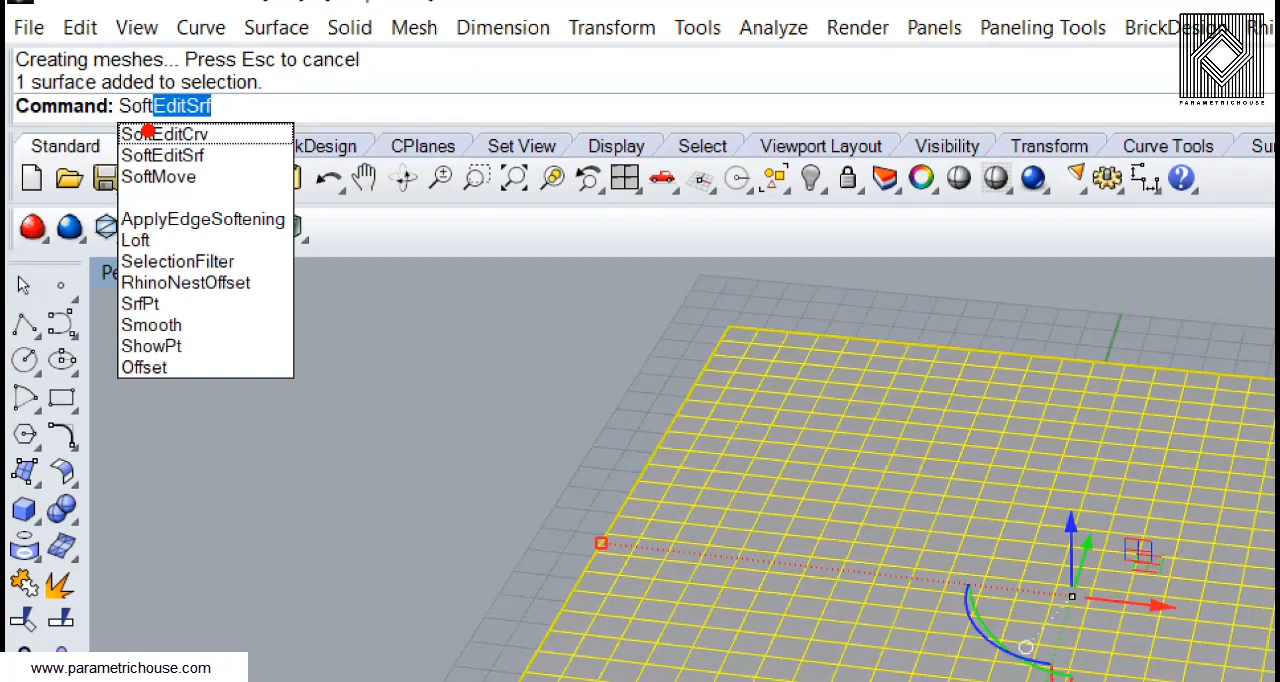 File Edit View Curve Surface Solid Mesh Dimension Transform Tools Analyze Render Panels Paneling Tools BrickDesign
Creating meshes... Press Esc to cancel
1 surface added to selection.
Command: SoftEditSrf
SoftEditCrv
SoftEditSrf
SoftMove
ApplyEdgeSoftening
Loft
SelectionFilter
RhinoNestOffset
SrfPt
Smooth
ShowPt
Offset
Standard CPlanes Set View Display Select Viewport Layout Visibility Transform Curve Tools
PARAMETRICHOUSE
www.parametrichouse.com